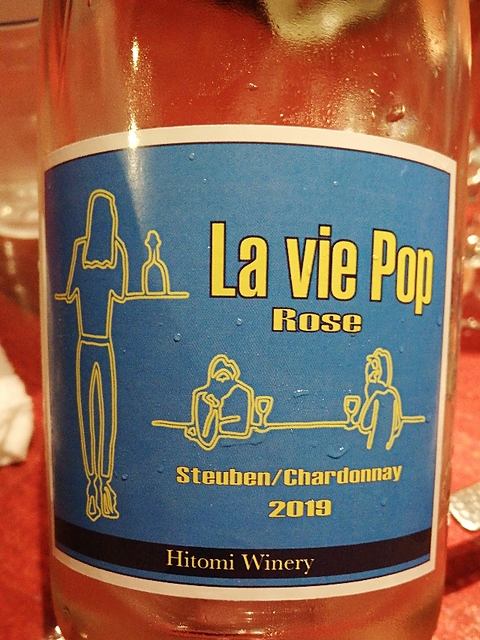 La vie Pop
Rose
Steuben/Chardonnay
2019
Hitomi Winery